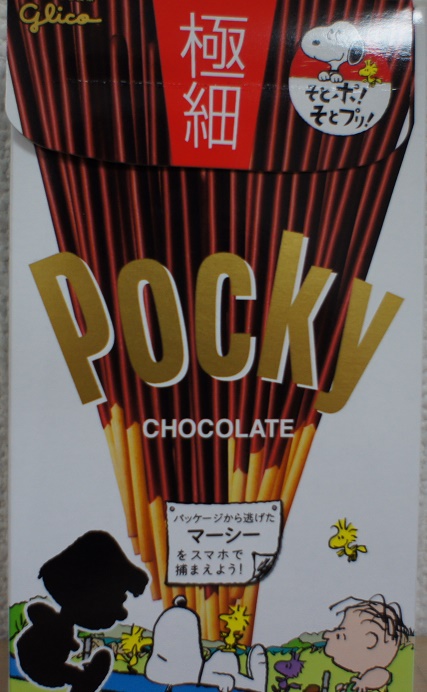 Glico
極細
そとポ!
そとプリ!
Pocky
CHOCOLATE
パッケージから逃げた
マーシー
をスマホで
捕まえよう!